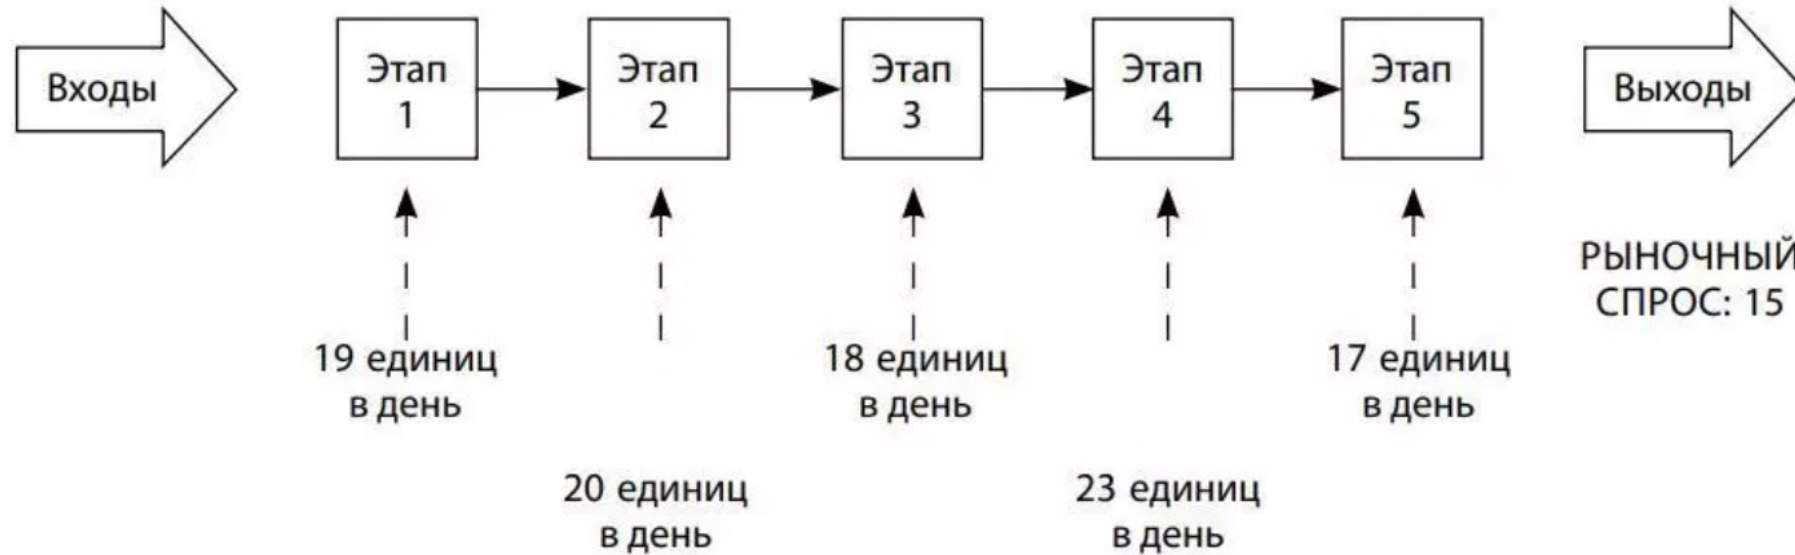 Входы
Этап
1
Этап
2
Этап
3
Этап
4
Этап
5
Выходы
РЫНОЧНЫЙ
СПРОС: 15
19 единиц
в день
18 единиц
в день
17 единиц
в день
20 единиц
в день
23 единиц
в день